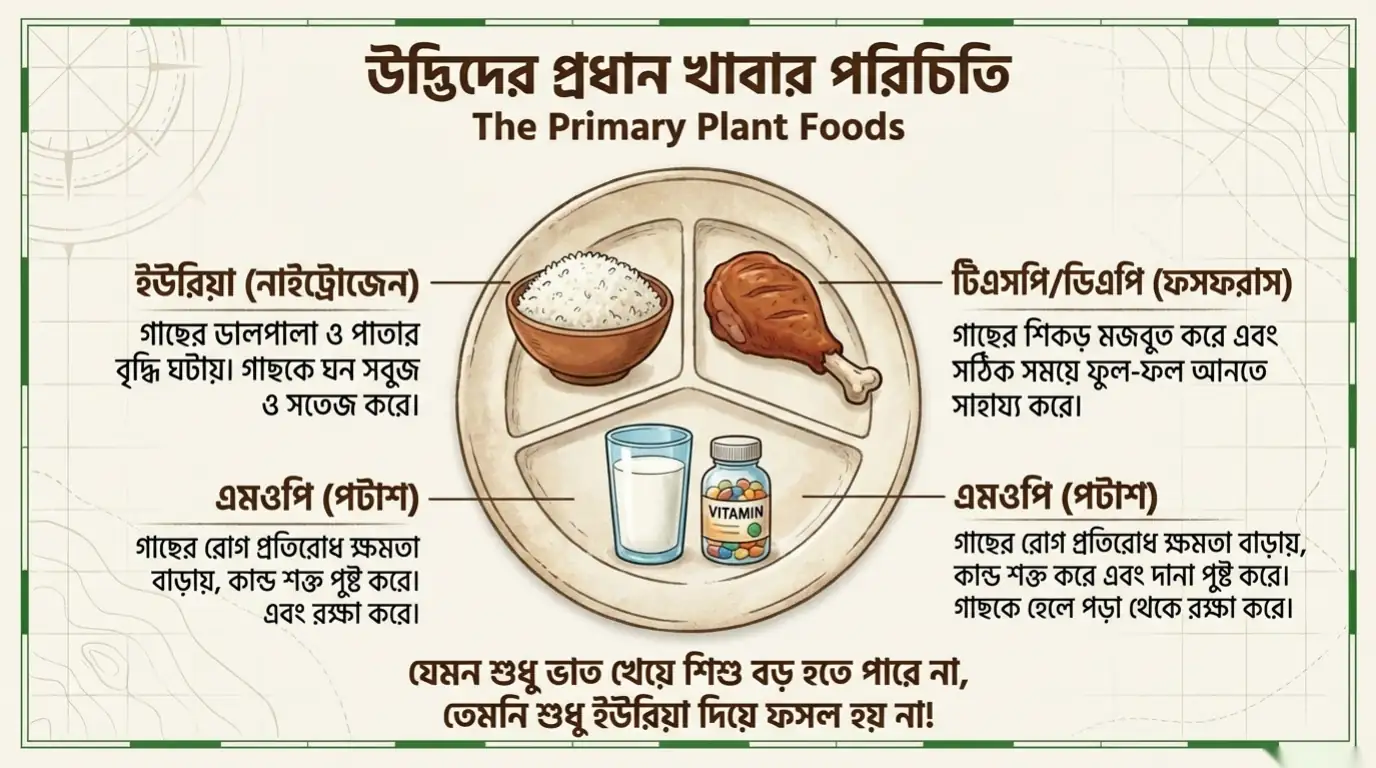 উদ্ভিদের প্রধান খাবার পরিচিতি
The Primary Plant Foods
ইউরিয়া (নাইট্রোজেন)
গাছের ডালপালা ও পাতার
বৃদ্ধি ঘটায়। গাছকে ঘন সবুজ
ও সতেজ করে।
টিএসপি/ডিএপি (ফসফরাস)
গাছের শিকড় মজবুত করে এবং
সঠিক সময়ে ফুল-ফল আনতে
সাহায্য করে।
এমওপি (পটাশ)
গাছের রোগ প্রতিরোধ ক্ষমতা
বাড়ায়, কান্ড শক্ত পুষ্ট করে।
এবং রক্ষা করে।
VITAMIN
এমওপি (পটাশ)
গাছের রোগ প্রতিরোধ ক্ষমতা বাড়ায়,
কান্ড শক্ত করে এবং দানা পুষ্ট করে।
গাছকে হেলে পড়া থেকে রক্ষা করে।
যেমন শুধু ভাত খেয়ে শিশু বড় হতে পারে না,
তেমনি শুধু ইউরিয়া দিয়ে ফসল হয় না!